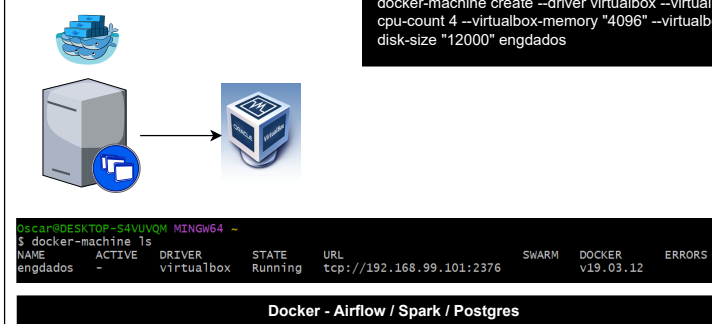 docker-machine create --driver virtualbox --virtual
cpu-count 4 --virtualbox-memory "4096" --virtualb
disk-size "12000" engdados
ORACLE
VirtualBox
Oscar@DESKTOP-S4VUVQM MINGW64 ~
$ docker-machine ls
NAME ACTIVE DRIVER STATE URL SWARM DOCKER ERRORS
engdados - virtualbox Running tcp://192.168.99.101:2376 v19.03.12
Docker - Airflow / Spark / Postgres